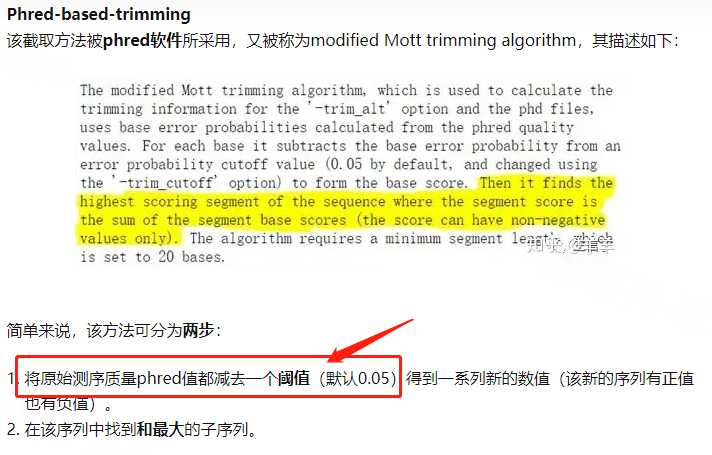 Phred-based-trimming
该截取方法被phred软件所采用，又被称为modified Mott trimming algorithm，其描述如下：
The modified Mott trimming algorithm, which is used to calculate the
trimming information for the '-trim_alt' option and the phd files,
uses base error probabilities calculated from the phred quality
values. For each base it subtracts the base error probability from an
error probability cutoff value (0.05 by default, and changed using
the '-trim_cutoff' option) to form the base score. Then it finds the
highest scoring segment of the sequence where the segment score is
the sum of the segment base scores (the score can have non-negative
values only). The algorithm requires a minimum segment which
is set to 20 bases.
知乎
简单来说，该方法可分为两步：
1. 将原始测序质量phred值都减去一个阈值（默认0.05）得到一系列新的数值（该新的序列有正值
也有负值）。
2. 在该序列中找到和最大的子序列。